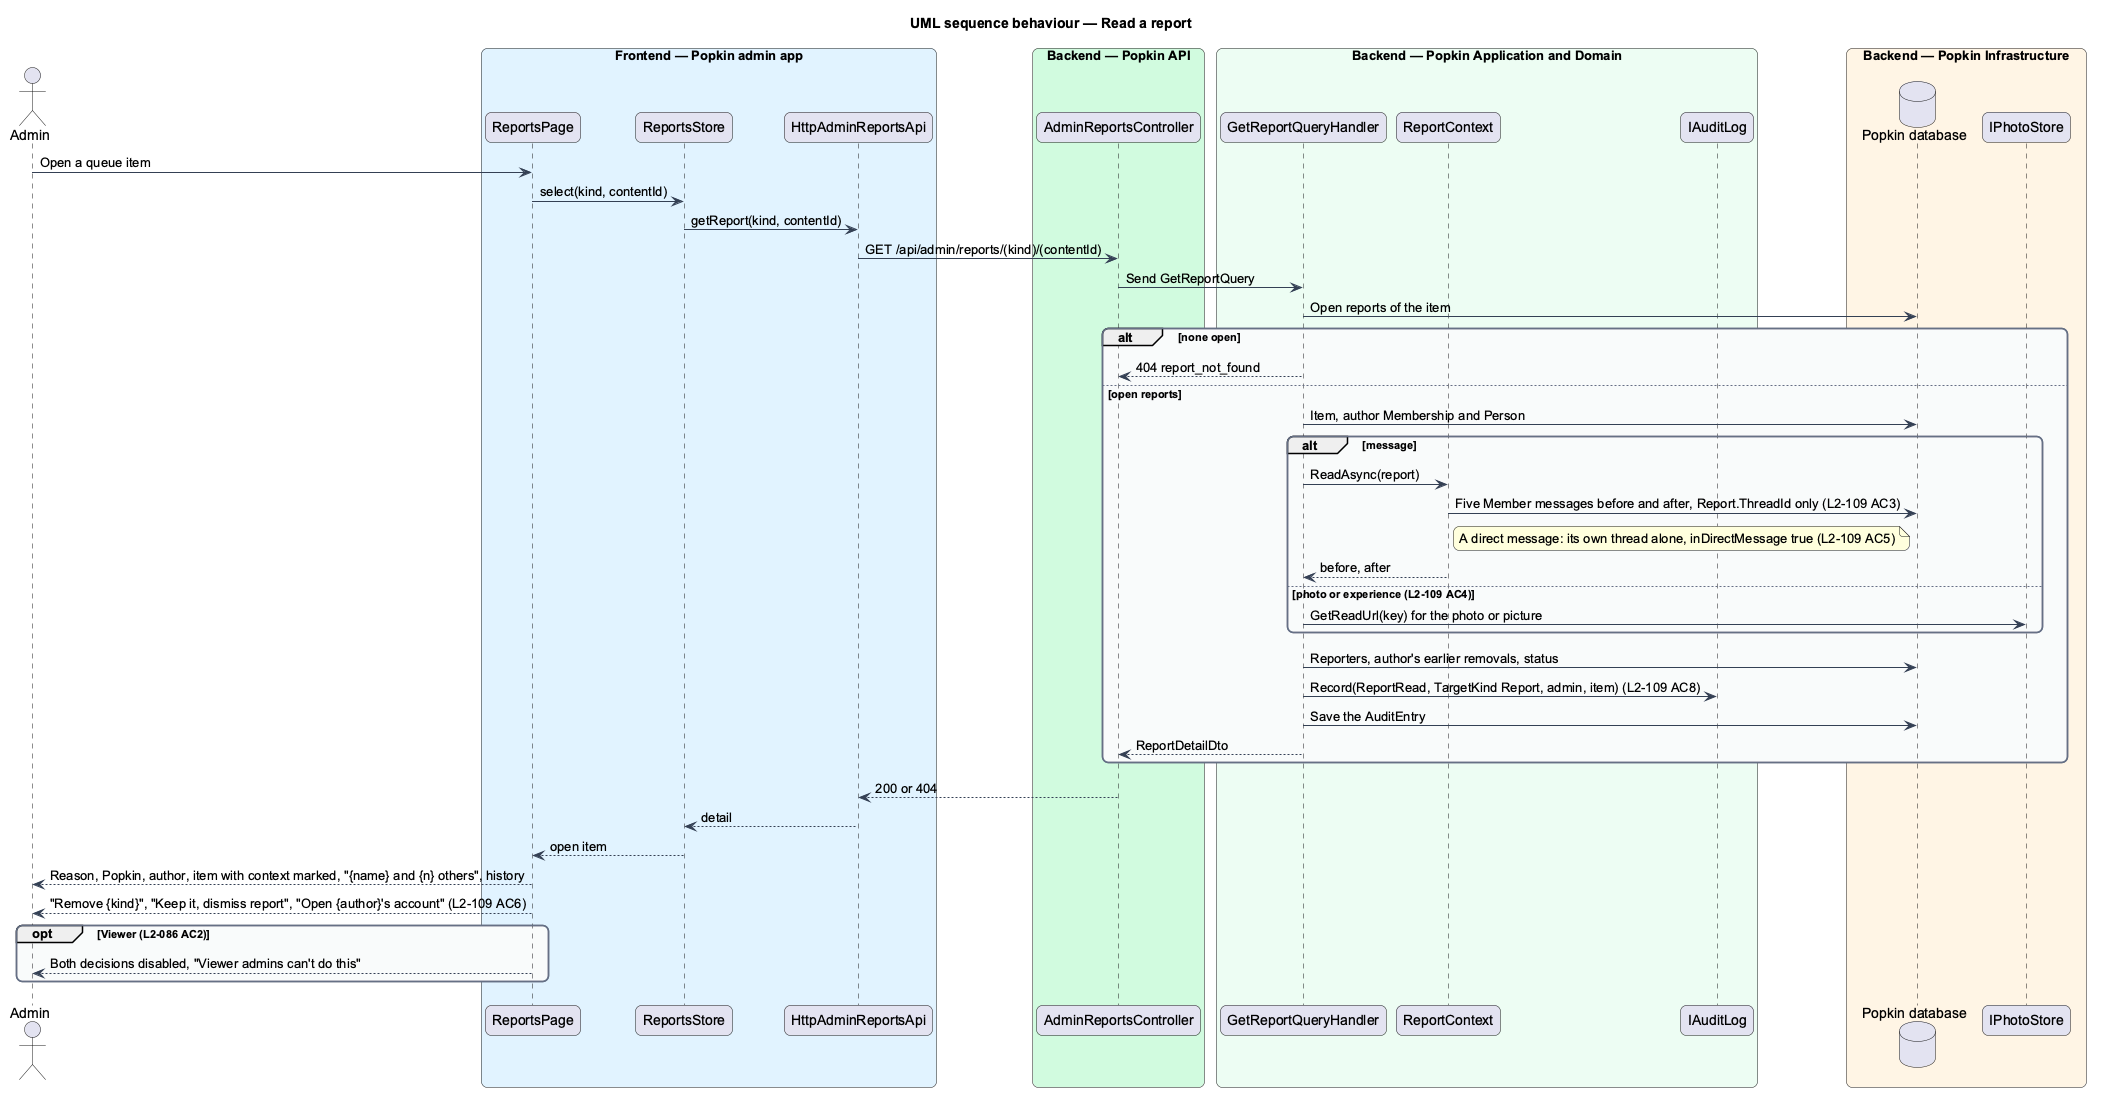 UML sequence behaviour — Read a report
Frontend — Popkin admin app
Backend — Popkin API
Backend — Popkin Application and Domain
Backend — Popkin Infrastructure
Admin
ReportsPage
ReportsStore
HttpAdminReportsApi
AdminReportsController
GetReportQueryHandler
ReportContext
IAuditLog
Popkin database
IPhotoStore
Open a queue item
select(kind, contentId)
getReport(kind, contentId)
GET /api/admin/reports/(kind)/(contentId)
Send GetReportQuery
Open reports of the item
alt [none open]
404 report_not_found
[open reports]
Item, author Membership and Person
alt [message]
ReadAsync(report)
Five Member messages before and after, Report.ThreadId only (L2-109 AC3)
A direct message: its own thread alone, inDirectMessage true (L2-109 AC5)
before, after
[photo or experience (L2-109 AC4)]
GetReadUrl(key) for the photo or picture
Reporters, author's earlier removals, status
Record(ReportRead, TargetKind Report, admin, item) (L2-109 AC8)
Save the AuditEntry
ReportDetailDto
200 or 404
detail
open item
Reason, Popkin, author, item with context marked, "{name} and {n} others", history
"Remove {kind}", "Keep it, dismiss report", "Open {author}'s account" (L2-109 AC6)
opt [Viewer (L2-086 AC2)]
Both decisions disabled, "Viewer admins can't do this"
Admin
ReportsPage
ReportsStore
HttpAdminReportsApi
AdminReportsController
GetReportQueryHandler
ReportContext
IAuditLog
Popkin database
IPhotoStore